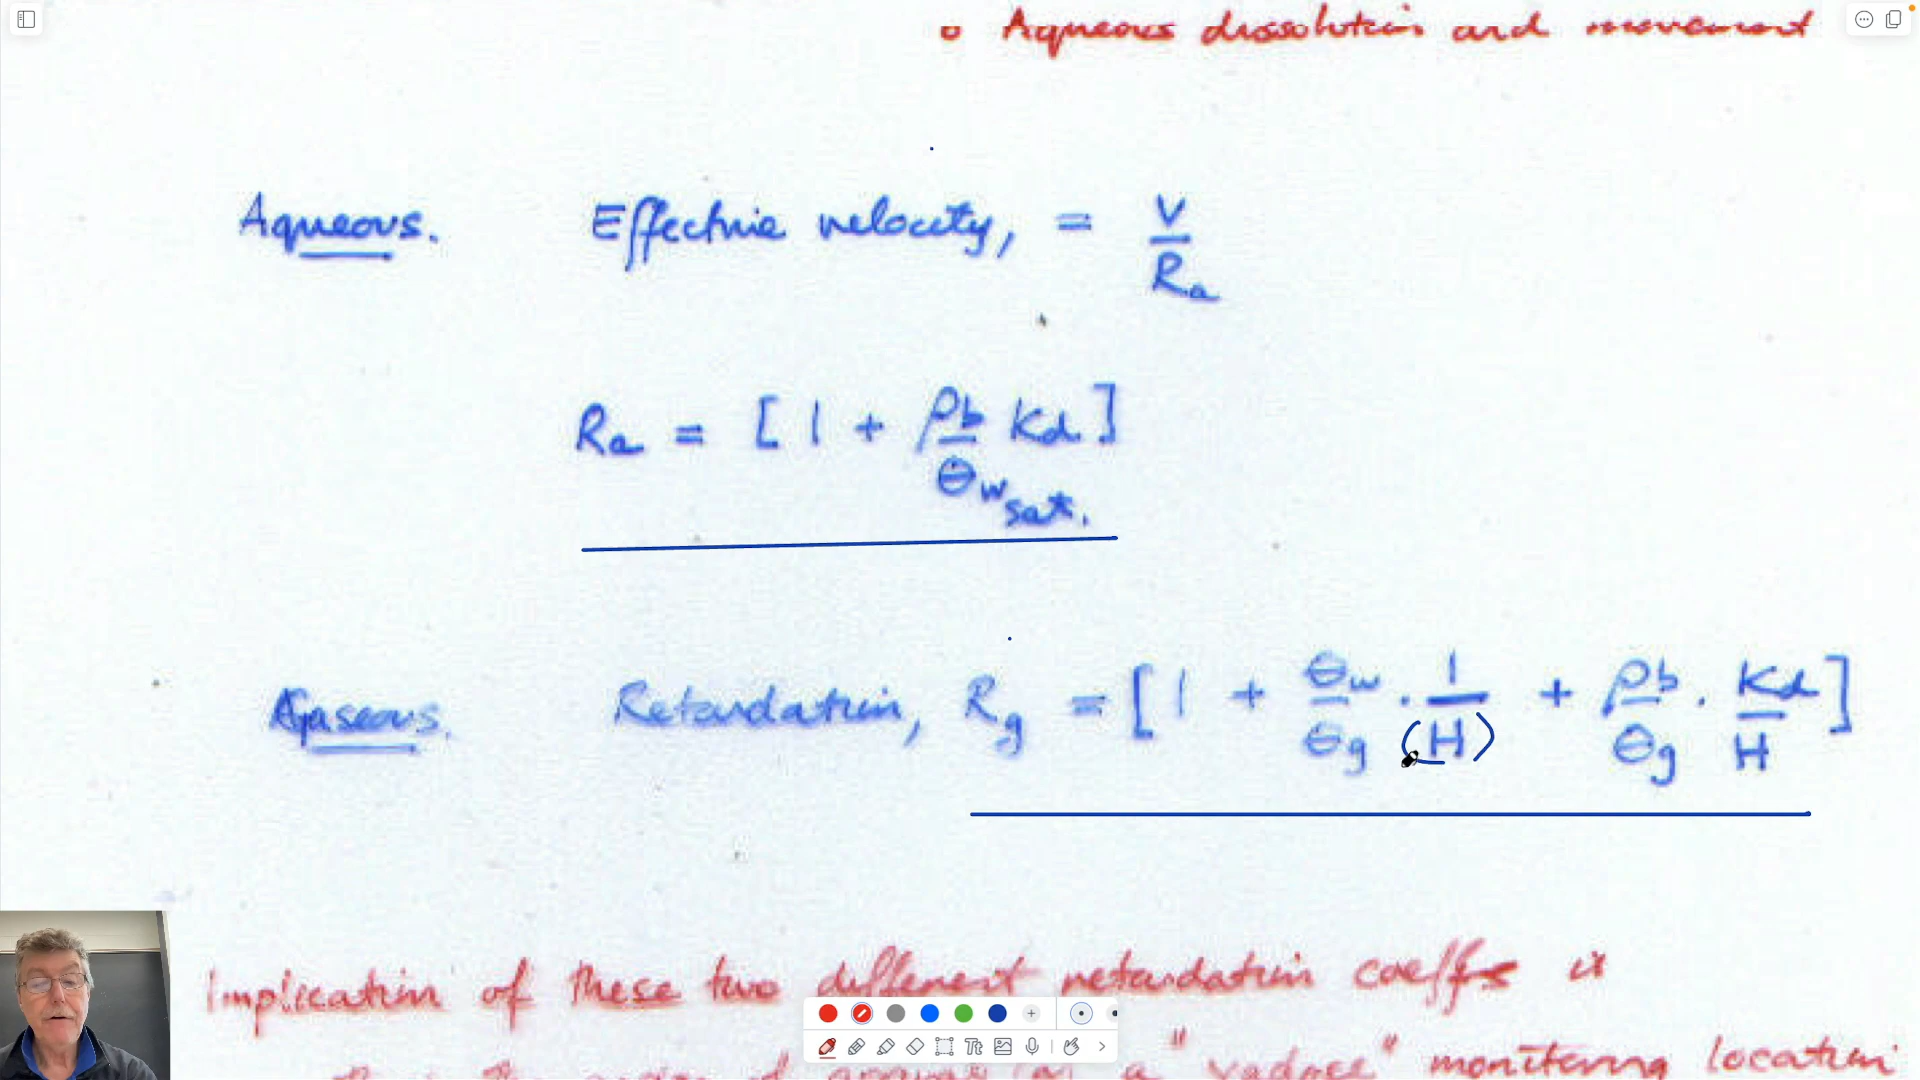 o Aqueous dissolution and movement
Aqueous. Effective velocity, = v/Ra
Ra = [ 1 + ρb/θw sat. Kd ]
Gaseous. Retardation, Rg = [ 1 + θw/θg · 1/(H) + ρb/θg · Kd/H ]
Implication of these two different retardation coeffs is
a "vadose" monitoring location
Tt